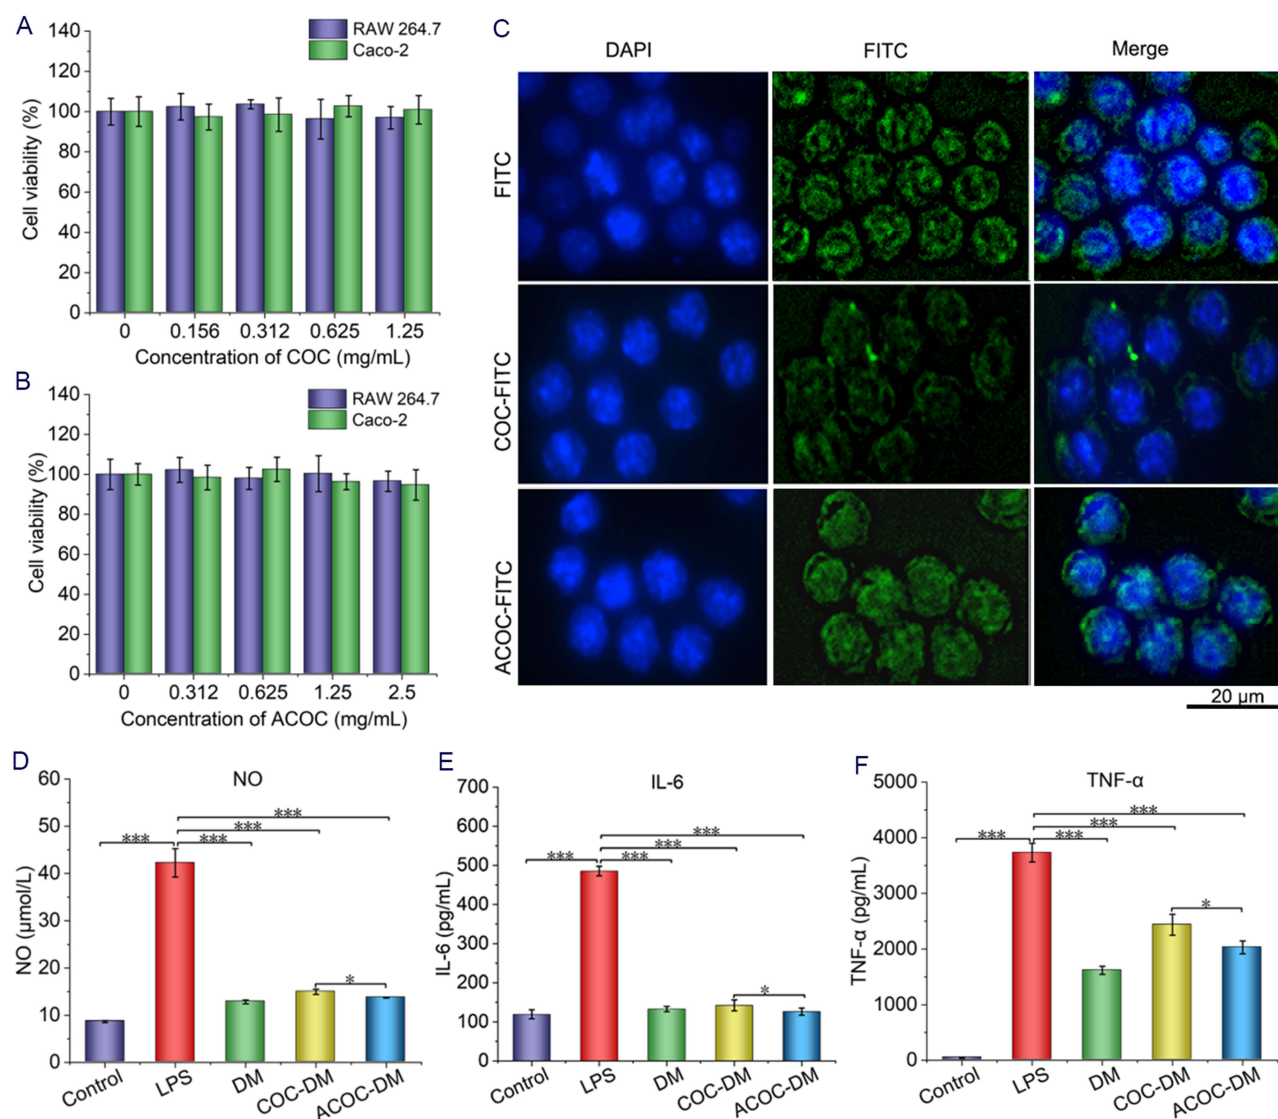 A
140
120
100
80
60
40
20
0
Cell viability (%)
RAW 264.7
Caco-2
0 0.156 0.312 0.625 1.25
Concentration of COC (mg/mL)
B
140
120
100
80
60
40
20
0
Cell viability (%)
RAW 264.7
Caco-2
0 0.312 0.625 1.25 2.5
Concentration of ACOC (mg/mL)
C
DAPI FITC Merge
FITC
COC-FITC
ACOC-FITC
20 μm
D
NO
60
50
40
30
20
10
0
NO (μmol/L)
***
***
*** ***
*
Control LPS DM COC-DM ACOC-DM
E
IL-6
700
600
500
400
300
200
100
0
IL-6 (pg/mL)
***
***
*** ***
*
Control LPS DM COC-DM ACOC-DM
F
TNF-α
5000
4000
3000
2000
1000
0
TNF-α (pg/mL)
***
***
*** ***
*
Control LPS DM COC-DM ACOC-DM